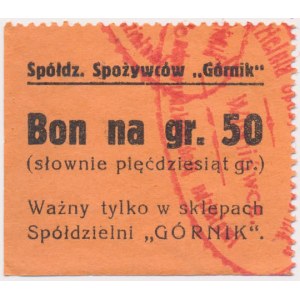 Spółdz. Spożywców „Górnik"
Bon na gr. 50
(słownie pięćdziesiąt gr.)
Ważny tylko w sklepach
Spółdzielni „GÓRNIK".